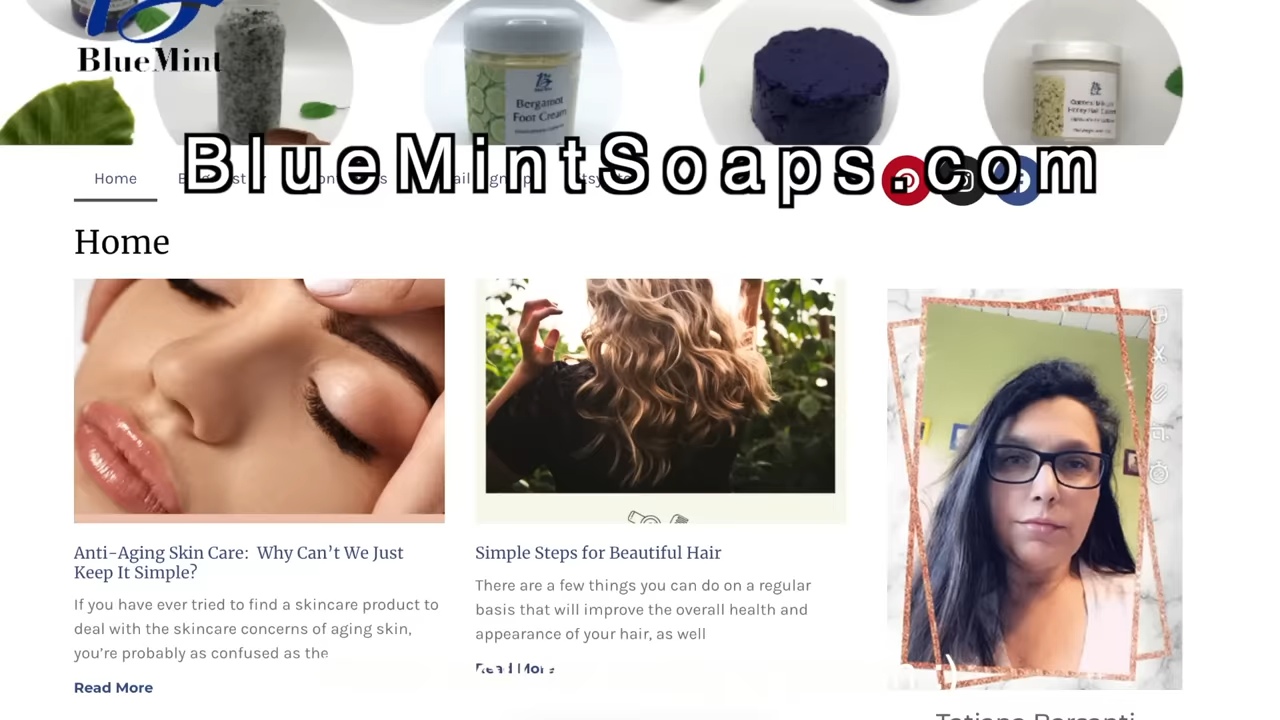 BlueMint
Bergamot
Foot Cream
BlueMintSoaps.com
Home
Home
Anti-Aging Skin Care: Why Can't We Just
Keep It Simple?
If you have ever tried to find a skincare product to
deal with the skincare concerns of aging skin,
you're probably as confused as the
Read More
Simple Steps for Beautiful Hair
There are a few things you can do on a regular
basis that will improve the overall health and
appearance of your hair, as well
Read More